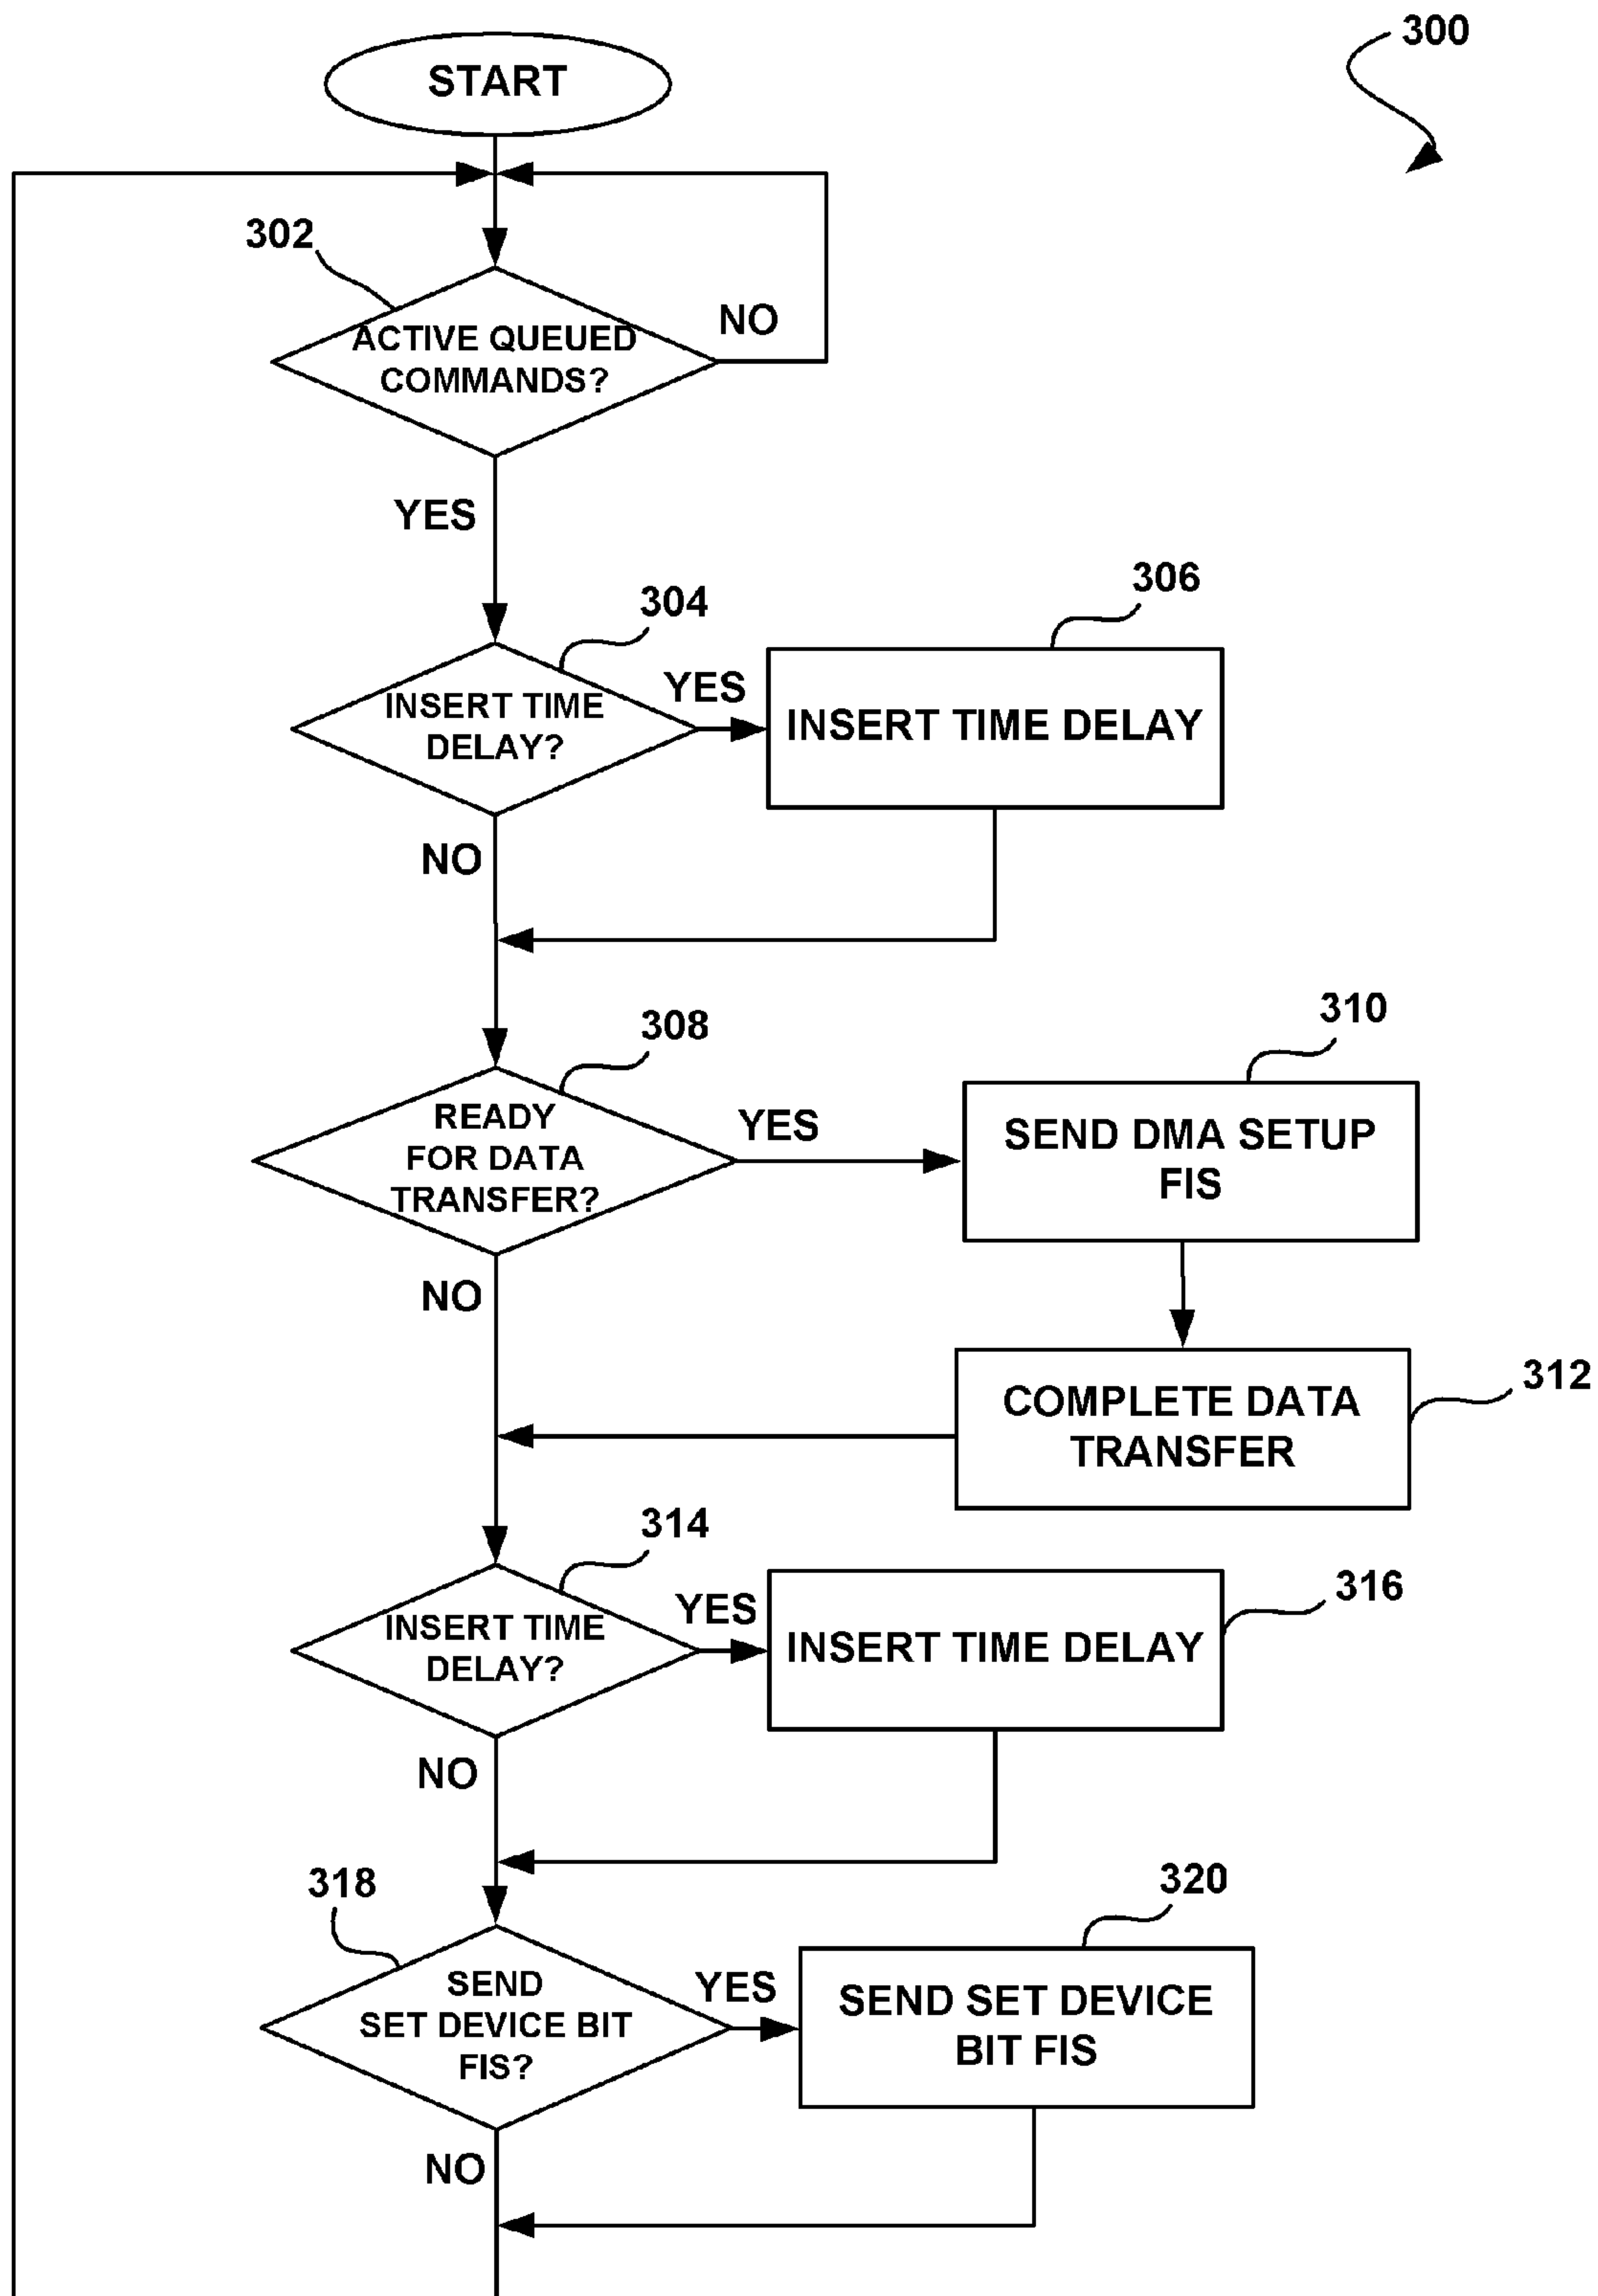 300
START
302
ACTIVE QUEUED
COMMANDS?
NO
YES
304
306
INSERT TIME
DELAY?
YES
INSERT TIME DELAY
NO
308
310
READY
FOR DATA
TRANSFER?
YES
SEND DMA SETUP
FIS
NO
312
COMPLETE DATA
TRANSFER
314
316
INSERT TIME
DELAY?
YES
INSERT TIME DELAY
NO
318
320
SEND
SET DEVICE BIT
FIS?
YES
SEND SET DEVICE
BIT FIS
NO